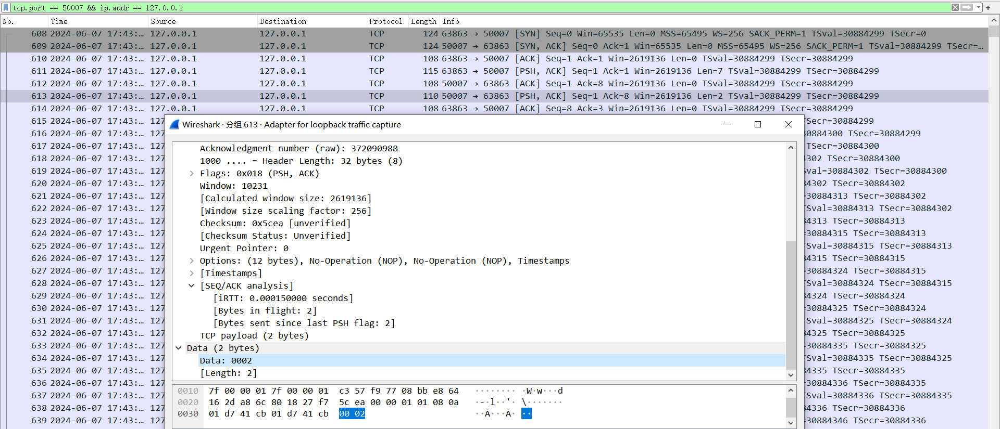 tcp.port == 50007 && ip.addr == 127.0.0.1
No. Time Source Destination Protocol Length Info
608 2024-06-07 17:43:… 127.0.0.1 127.0.0.1 TCP 124 63863 → 50007 [SYN] Seq=0 Win=65535 Len=0 MSS=65495 WS=256 SACK_PERM=1 TSval=30884299 TSecr=0
609 2024-06-07 17:43:… 127.0.0.1 127.0.0.1 TCP 124 50007 → 63863 [SYN, ACK] Seq=0 Ack=1 Win=65535 Len=0 MSS=65495 WS=256 SACK_PERM=1 TSval=30884299 TSecr=…
610 2024-06-07 17:43:… 127.0.0.1 127.0.0.1 TCP 108 63863 → 50007 [ACK] Seq=1 Ack=1 Win=2619136 Len=0 TSval=30884299 TSecr=30884299
611 2024-06-07 17:43:… 127.0.0.1 127.0.0.1 TCP 115 63863 → 50007 [PSH, ACK] Seq=1 Ack=1 Win=2619136 Len=7 TSval=30884299 TSecr=30884299
612 2024-06-07 17:43:… 127.0.0.1 127.0.0.1 TCP 108 50007 → 63863 [ACK] Seq=1 Ack=8 Win=2619136 Len=0 TSval=30884299 TSecr=30884299
613 2024-06-07 17:43:… 127.0.0.1 127.0.0.1 TCP 110 50007 → 63863 [PSH, ACK] Seq=1 Ack=8 Win=2619136 Len=2 TSval=30884299 TSecr=30884299
614 2024-06-07 17:43:… 127.0.0.1 127.0.0.1 TCP 108 63863 → 50007 [ACK] Seq=8 Ack=3 Win=2619136 Len=0 TSval=30884299 TSecr=30884299
615 2024-06-07 17:43:… 127 Secr=30884299
616 2024-06-07 17:43:… 127 30884300 TSecr=30884299
617 2024-06-07 17:43:… 127 TSecr=30884300
618 2024-06-07 17:43:… 127 4302 TSecr=30884300
619 2024-06-07 17:43:… 127 Sval=30884302 TSecr=30884300
620 2024-06-07 17:43:… 127 84302 TSecr=30884302
621 2024-06-07 17:43:… 127 =30884313 TSecr=30884302
622 2024-06-07 17:43:… 127 TSval=30884313 TSecr=30884302
623 2024-06-07 17:43:… 127 84313 TSecr=30884313
624 2024-06-07 17:43:… 127 =30884315 TSecr=30884313
625 2024-06-07 17:43:… 127 TSval=30884315 TSecr=30884313
626 2024-06-07 17:43:… 127 84315 TSecr=30884315
627 2024-06-07 17:43:… 127 =30884324 TSecr=30884315
628 2024-06-07 17:43:… 127 TSval=30884324 TSecr=30884315
629 2024-06-07 17:43:… 127 84324 TSecr=30884324
630 2024-06-07 17:43:… 127 =30884325 TSecr=30884324
631 2024-06-07 17:43:… 127 TSval=30884325 TSecr=30884324
632 2024-06-07 17:43:… 127 84325 TSecr=30884325
633 2024-06-07 17:43:… 127 =30884335 TSecr=30884325
634 2024-06-07 17:43:… 127 TSval=30884335 TSecr=30884325
635 2024-06-07 17:43:… 127 84335 TSecr=30884335
636 2024-06-07 17:43:… 127 =30884336 TSecr=30884335
637 2024-06-07 17:43:… 127 TSval=30884336 TSecr=30884335
638 2024-06-07 17:43:… 127 84336 TSecr=30884336
639 2024-06-07 17:43:… 127 =30884346 TSecr=30884336
Wireshark · 分组 613 · Adapter for loopback traffic capture
Acknowledgment number (raw): 372090988
1000 .... = Header Length: 32 bytes (8)
Flags: 0x018 (PSH, ACK)
Window: 10231
[Calculated window size: 2619136]
[Window size scaling factor: 256]
Checksum: 0x5cea [unverified]
[Checksum Status: Unverified]
Urgent Pointer: 0
Options: (12 bytes), No-Operation (NOP), No-Operation (NOP), Timestamps
[Timestamps]
[SEQ/ACK analysis]
[iRTT: 0.000150000 seconds]
[Bytes in flight: 2]
[Bytes sent since last PSH flag: 2]
TCP payload (2 bytes)
Data (2 bytes)
Data: 0002
[Length: 2]
0010 7f 00 00 01 7f 00 00 01 c3 57 f9 77 08 bb e8 64 ········ ·W·w···d
0020 16 2d a8 6c 80 18 27 f7 5c ea 00 00 01 01 08 0a ·-·l··'· \·······
0030 01 d7 41 cb 01 d7 41 cb 00 02 ··A···A· ··